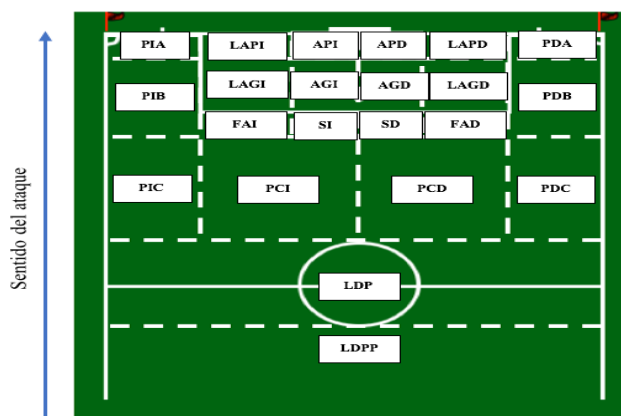 Sentido del ataque
PIA
LAPI
API
APD
LAPD
PDA
PIB
LAGI
AGI
AGD
LAGD
PDB
FAI
SI
SD
FAD
PIC
PCI
PCD
PDC
LDP
LDPP